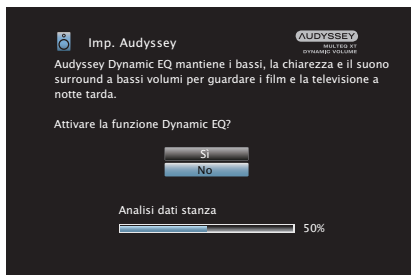 Imp. Audyssey
AUDYSSEY
MULTEQ XT
DYNAMIC VOLUME
Audyssey Dynamic EQ mantiene i bassi, la chiarezza e il suono
surround a bassi volumi per guardare i film e la televisione a
notte tarda.
Attivare la funzione Dynamic EQ?
Sì
No
Analisi dati stanza
50%